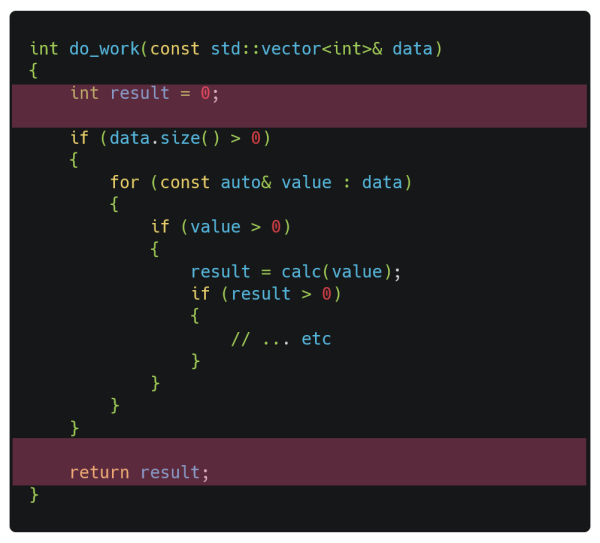 int do_work(const std::vector<int>& data)
{
    int result = 0;

    if (data.size() > 0)
    {
        for (const auto& value : data)
        {
            if (value > 0)
            {
                result = calc(value);
                if (result > 0)
                {
                    // ... etc
                }
            }
        }
    }

    return result;
}